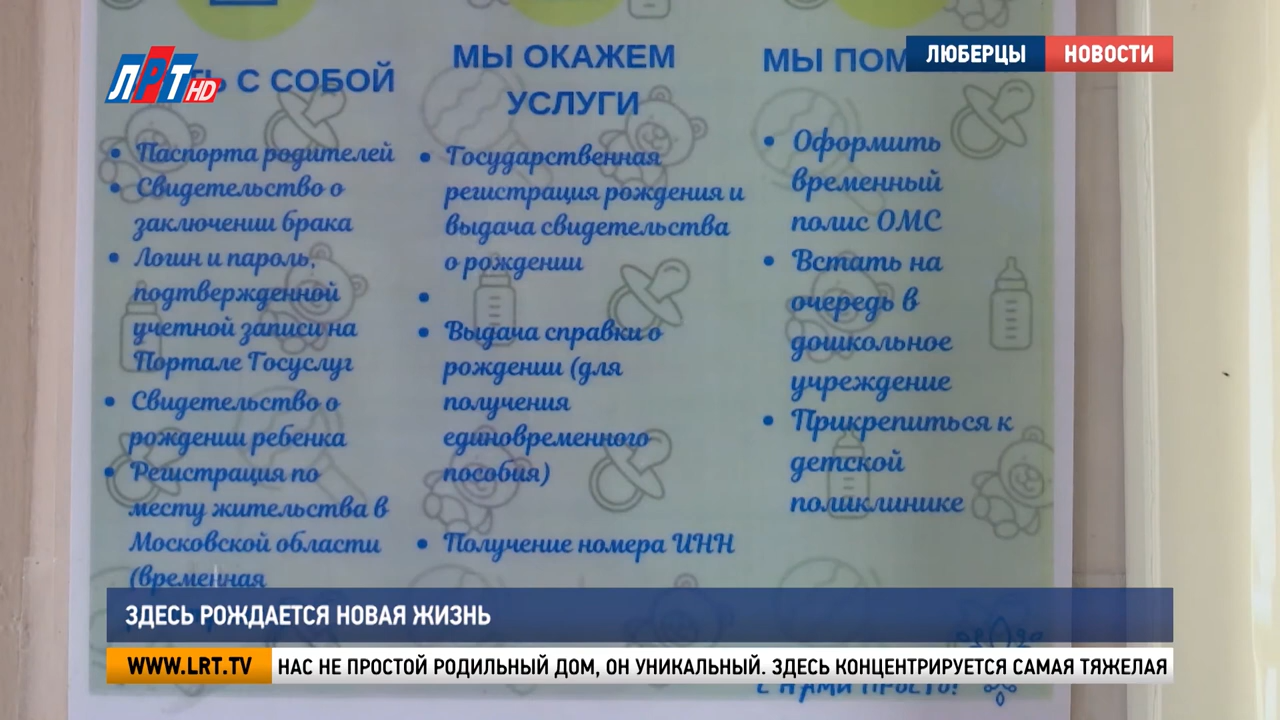 ЛРТ HD
ЛЮБЕРЦЫ НОВОСТИ
С СОБОЙ
Паспорта родителей
Свидетельство о
заключении брака
Логин и пароль,
подтвержденной
учетной записи на
Портале Госуслуг
Свидетельство о
рождении ребенка
Регистрация по
месту жительства в
Московской области
(временная
МЫ ОКАЖЕМ
УСЛУГИ
Государственная
регистрация рождения и
выдача свидетельства
о рождении
Выдача справки о
рождении (для
получения
единовременного
пособия)
Получение номера ИНН
МЫ ПОМ
Оформить
временный
полис ОМС
Встать на
очередь в
дошкольное
учреждение
Прикрепиться к
детской
поликлинике
С НАМИ ПРОСТО!
ЗДЕСЬ РОЖДАЕТСЯ НОВАЯ ЖИЗНЬ
WWW.LRT.TV
НАС НЕ ПРОСТОЙ РОДИЛЬНЫЙ ДОМ, ОН УНИКАЛЬНЫЙ. ЗДЕСЬ КОНЦЕНТРИРУЕТСЯ САМАЯ ТЯЖЕЛАЯ